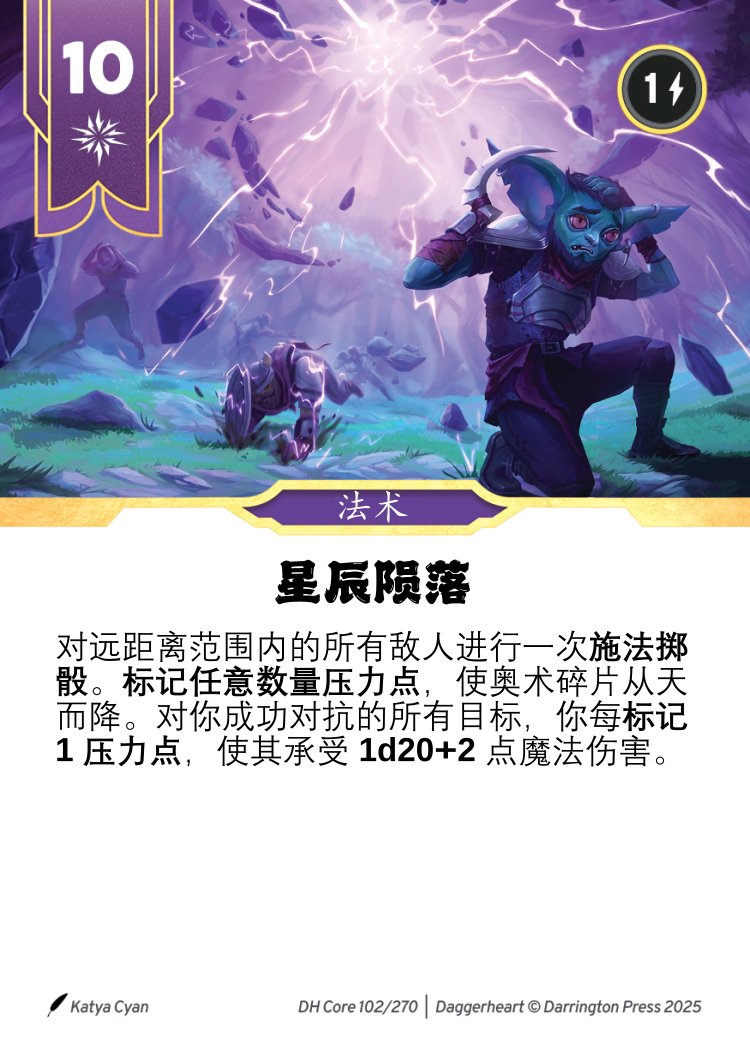 10
1
法术
星辰陨落
对远距离范围内的所有敌人进行一次施法掷
骰。标记任意数量压力点，使奥术碎片从天
而降。对你成功对抗的所有目标，你每标记
1 压力点，使其承受 1d20+2 点魔法伤害。
Katya Cyan
DH Core 102/270 | Daggerheart © Darrington Press 2025